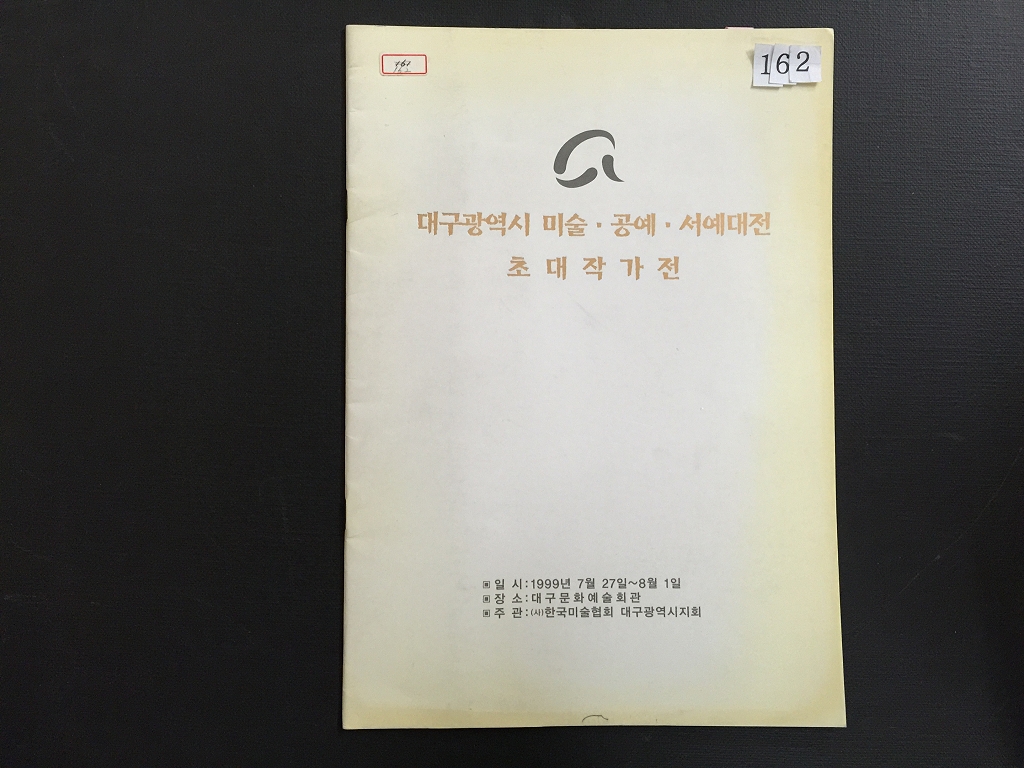 162
대구광역시 미술·공예·서예대전
초대작가전
▣ 일 시 : 1999년 7월 27일~8월 1일
▣ 장 소 : 대구문화예술회관
▣ 주 관 : (사)한국미술협회 대구광역시지회